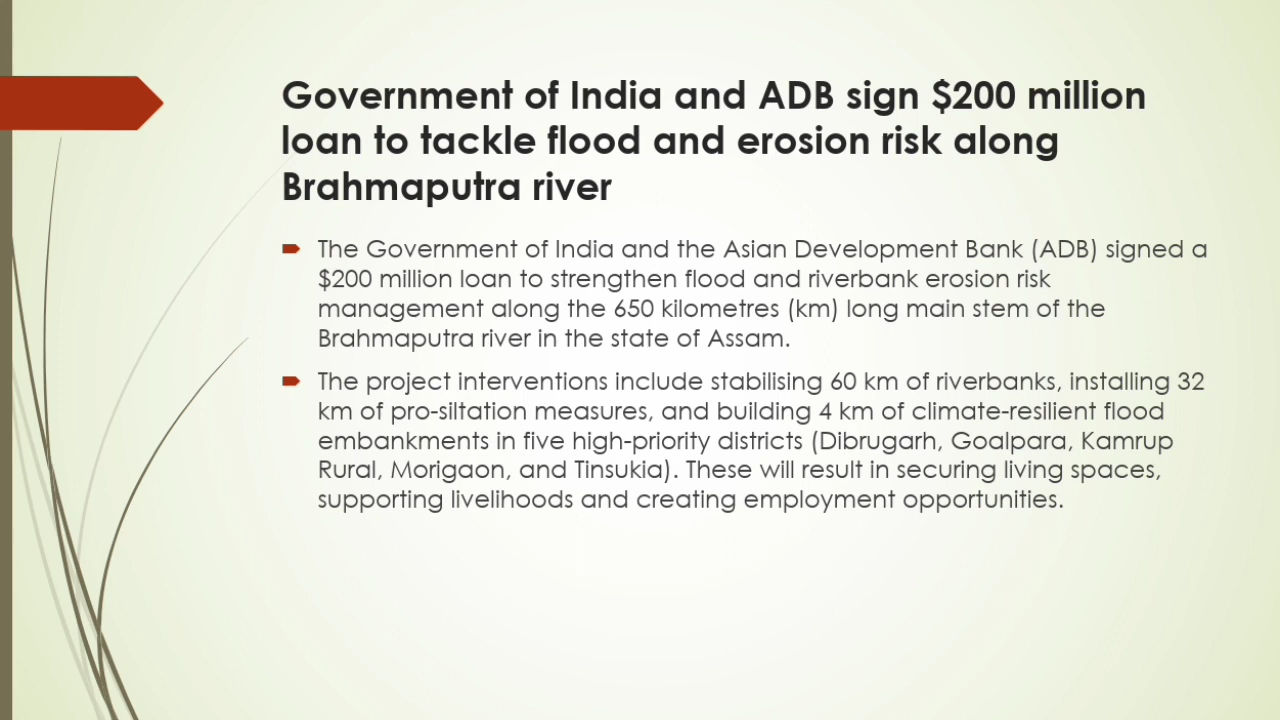 Government of India and ADB sign $200 million
loan to tackle flood and erosion risk along
Brahmaputra river
The Government of India and the Asian Development Bank (ADB) signed a
$200 million loan to strengthen flood and riverbank erosion risk
management along the 650 kilometres (km) long main stem of the
Brahmaputra river in the state of Assam.
The project interventions include stabilising 60 km of riverbanks, installing 32
km of pro-siltation measures, and building 4 km of climate-resilient flood
embankments in five high-priority districts (Dibrugarh, Goalpara, Kamrup
Rural, Morigaon, and Tinsukia). These will result in securing living spaces,
supporting livelihoods and creating employment opportunities.